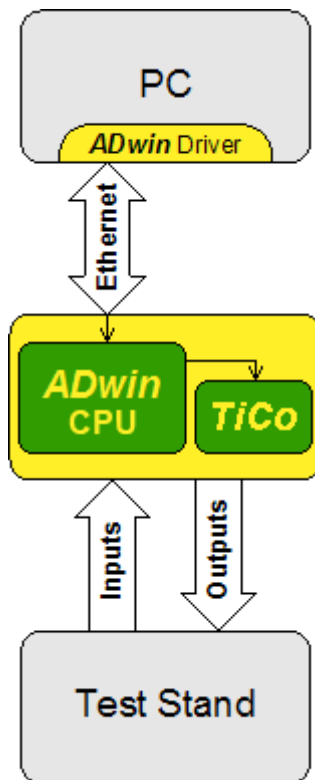 PC
ADwin Driver
Ethernet
ADwin
CPU
TiCo
Inputs
Outputs
Test Stand